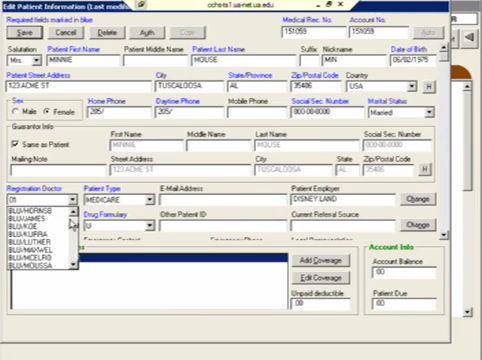 Edit Patient Information (Last modifi
ochs-ts1.ua-net.ua.edu
Required fields marked in blue
Medical Rec. No.
Account No.
Save
Cancel
Delete
Auth
Copy
151059
151059
Auto
Salutation
Patient First Name
Patient Middle Name
Patient Last Name
Suffix
Nickname
Date of Birth
Mrs.
MINNIE
MOUSE
MIN
06/02/1975
Patient Street Address
City
State/Province
Zip/Postal Code
Country
123 ACME ST
TUSCALOOSA
AL
35406
USA
H
Sex
Home Phone
Daytime Phone
Mobile Phone
Social Sec. Number
Marital Status
Male
Female
205/
205/
000-00-0000
Married
Guarantor Info
First Name
Middle Name
Last Name
Social Sec. Number
Same as Patient
MINNIE
MOUSE
000-00-0000
Mailing Note
Street Address
City
State
Zip/Postal Code
123 ACME ST
TUSCALOOSA
AL
35406
H
Registration Doctor
Patient Type
E-Mail Address
Patient Employer
01
MEDICARE
DISNEY LAND
Change
BLU/HORNSB
BLU/JAMES
BLU/KOE
BLU/KURRA
BLU/LUTHER
BLU/MAXWEL
BLU/MCELRO
BLU/MOUSSA
Drug Formulary
Other Patient ID
Current Referral Source
Change
Add Coverage
Edit Coverage
Unpaid deductible
.00
Account Info
Account Balance
.00
Patient Due
.00